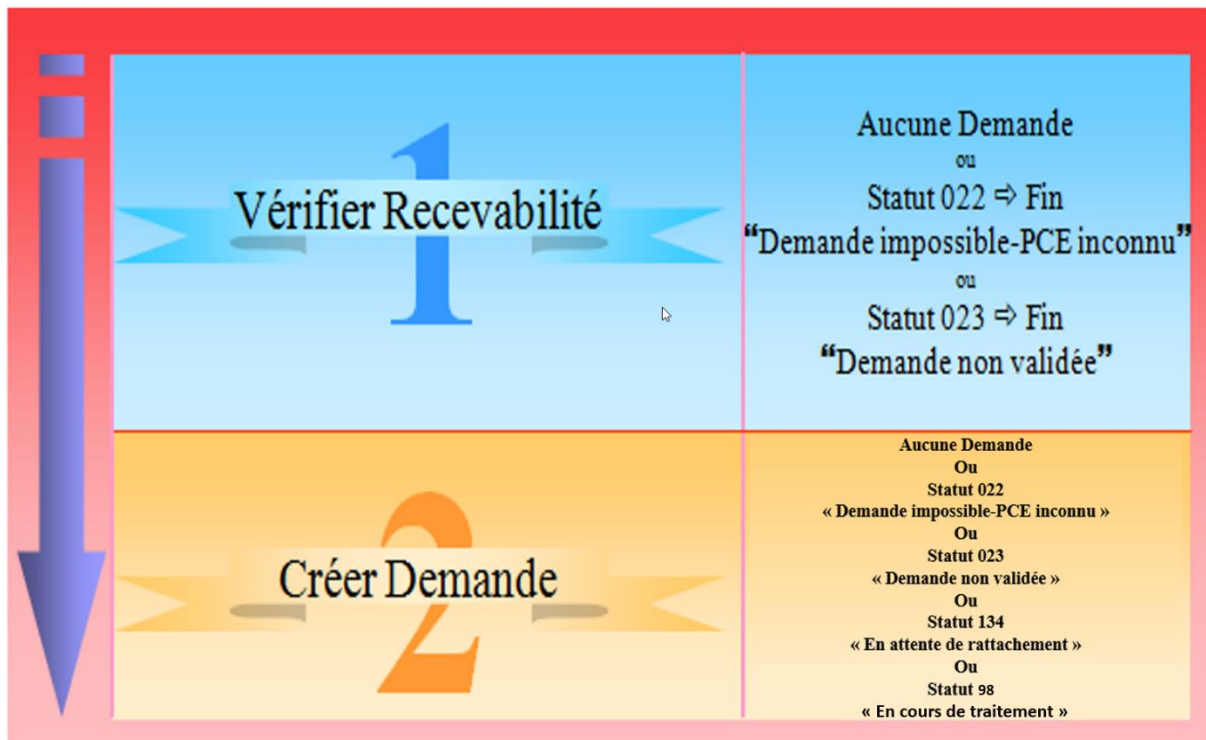 1
Vérifier Recevabilité
Aucune Demande
ou
Statut 022 ⇨ Fin
“Demande impossible-PCE inconnu”
ou
Statut 023 ⇨ Fin
“Demande non validée”
2
Créer Demande
Aucune Demande
Ou
Statut 022
« Demande impossible-PCE inconnu »
Ou
Statut 023
« Demande non validée »
Ou
Statut 134
« En attente de rattachement »
Ou
Statut 98
« En cours de traitement »